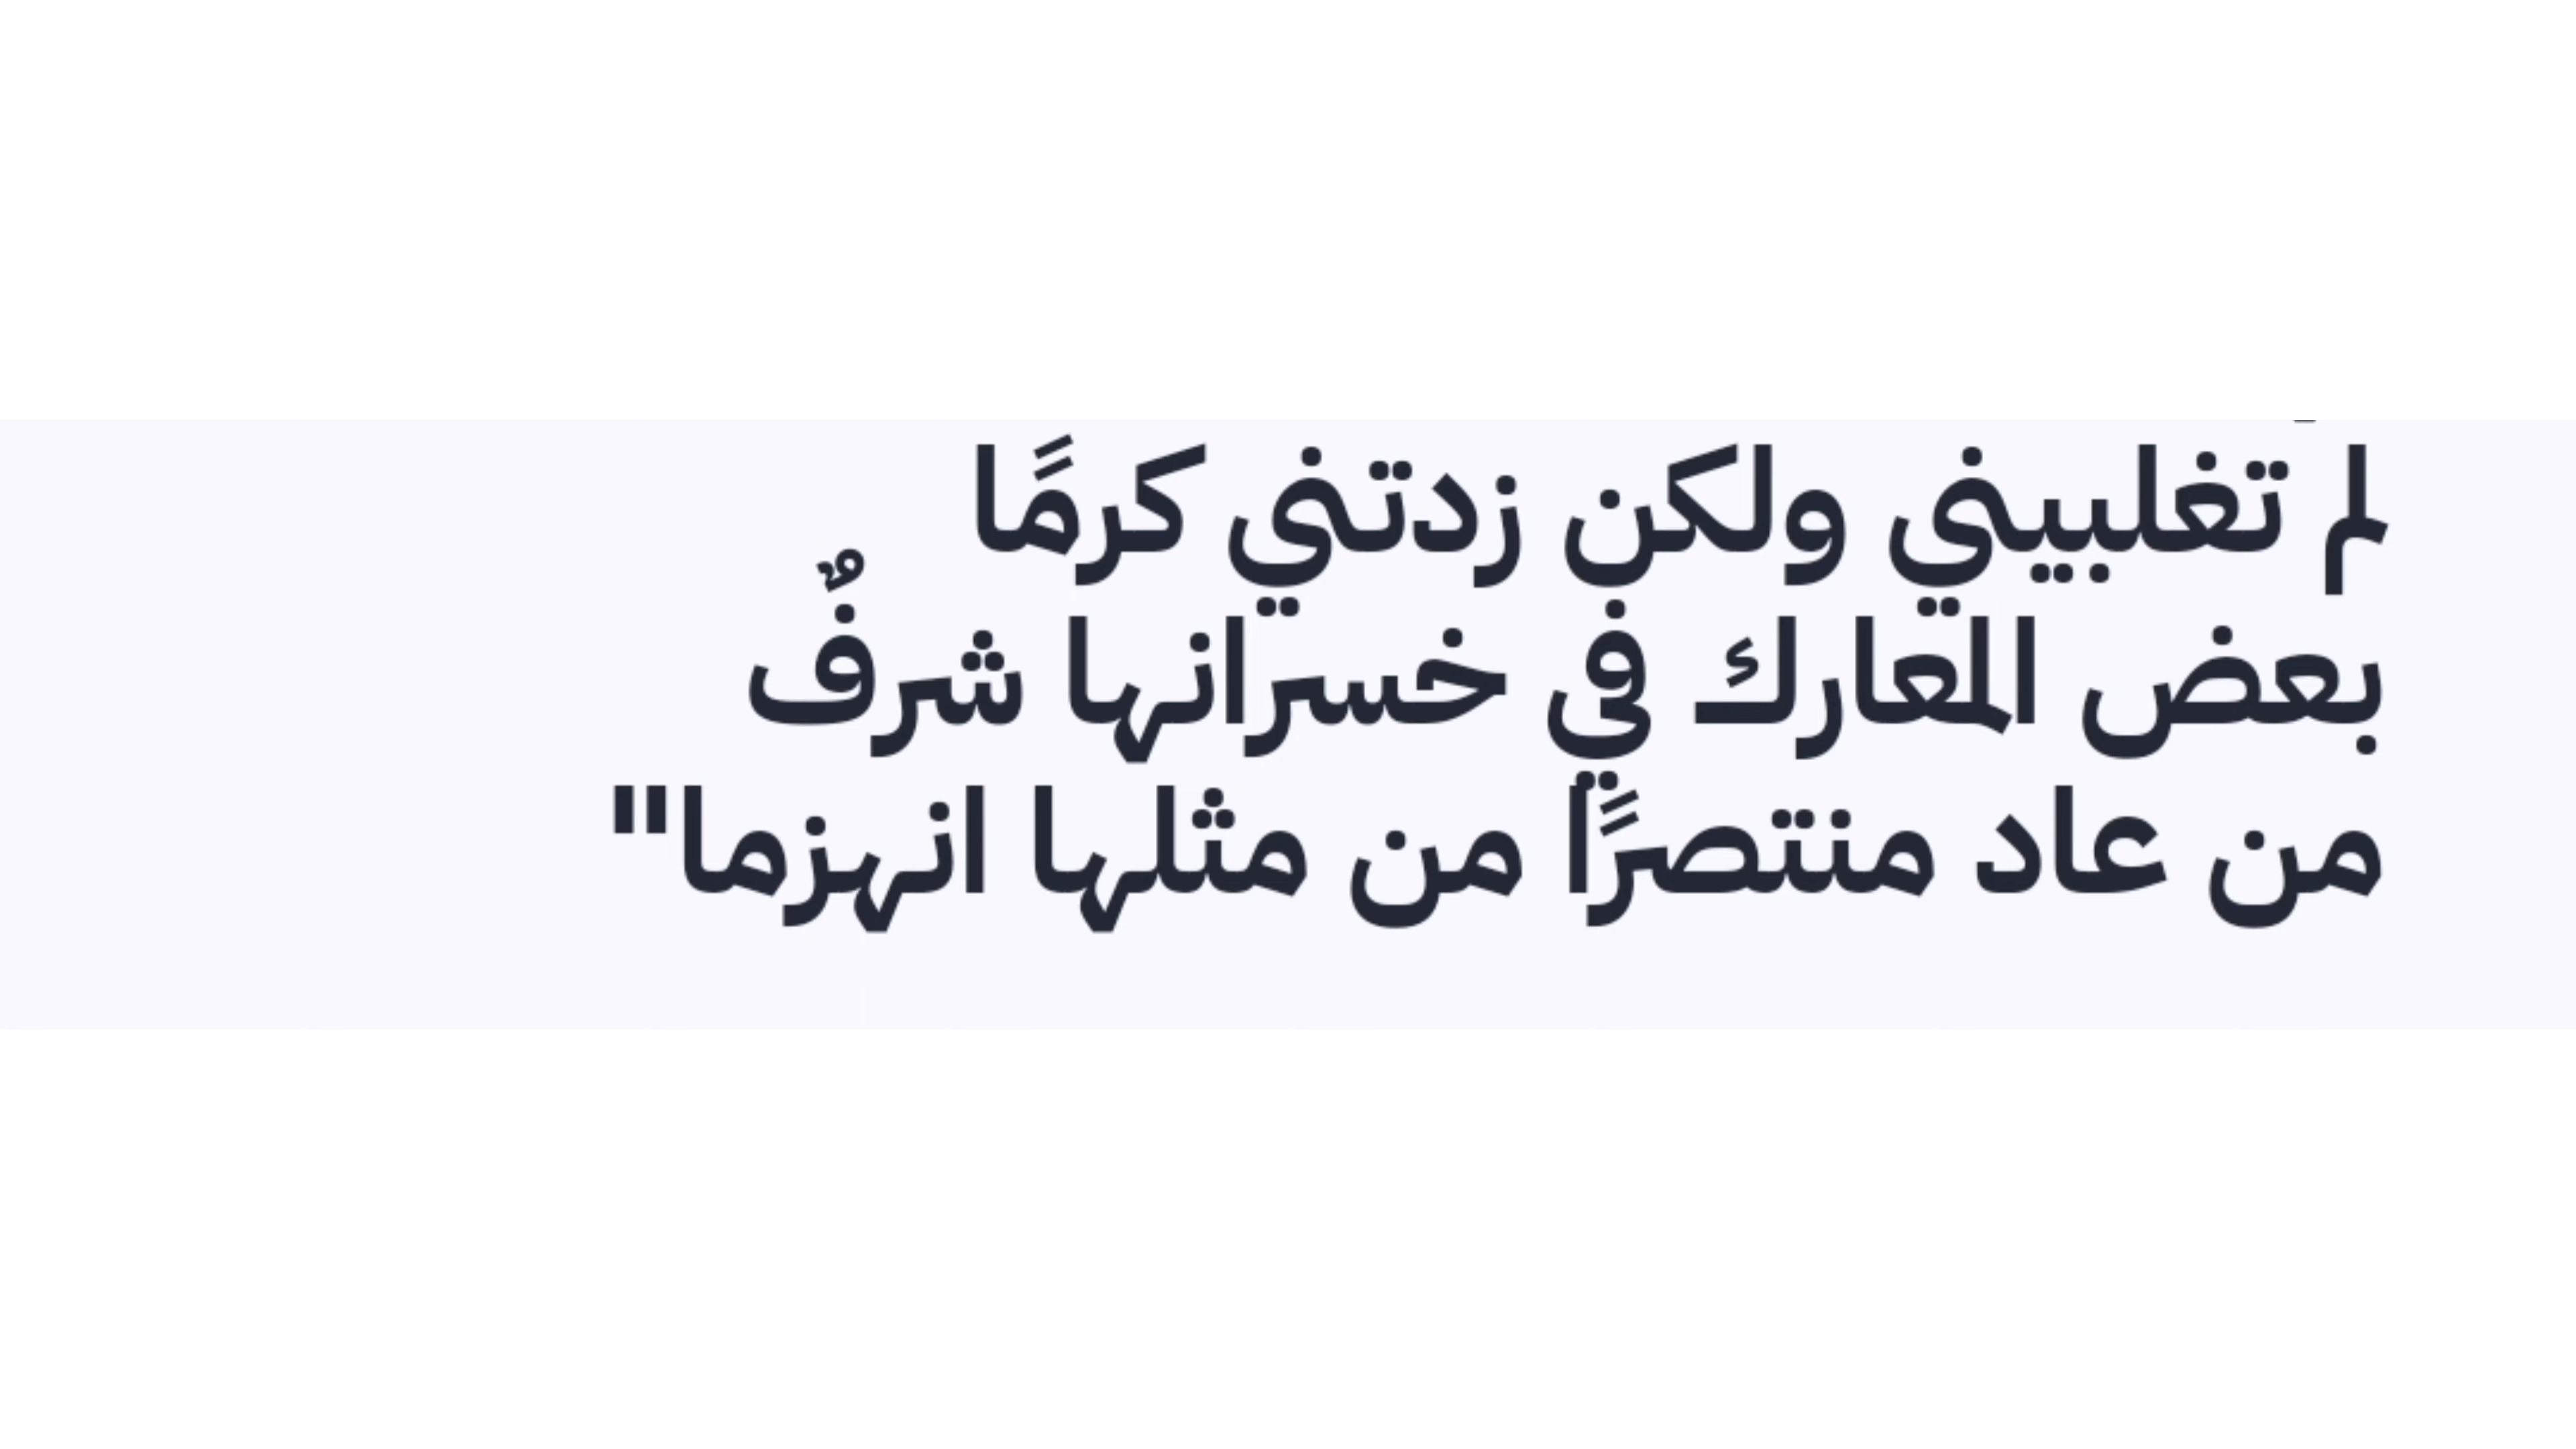 لم تغلبيني ولكن زدتني كرمًا
بعض المعارك في خسرانها شرفٌ
من عاد منتصرًا من مثلها انهزما"